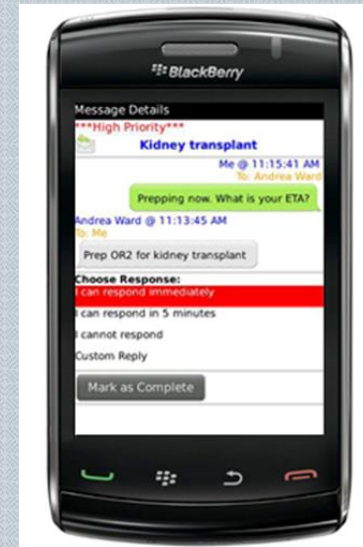 BlackBerry
Message Details
***High Priority***
Kidney transplant
Me @ 11:15:41 AM
To: Andrea Ward
Prepping now. What is your ETA?
Andrea Ward @ 11:13:45 AM
To: Me
Prep OR2 for kidney transplant
Choose Response:
I can respond immediately
I can respond in 5 minutes
I cannot respond
Custom Reply
Mark as Complete